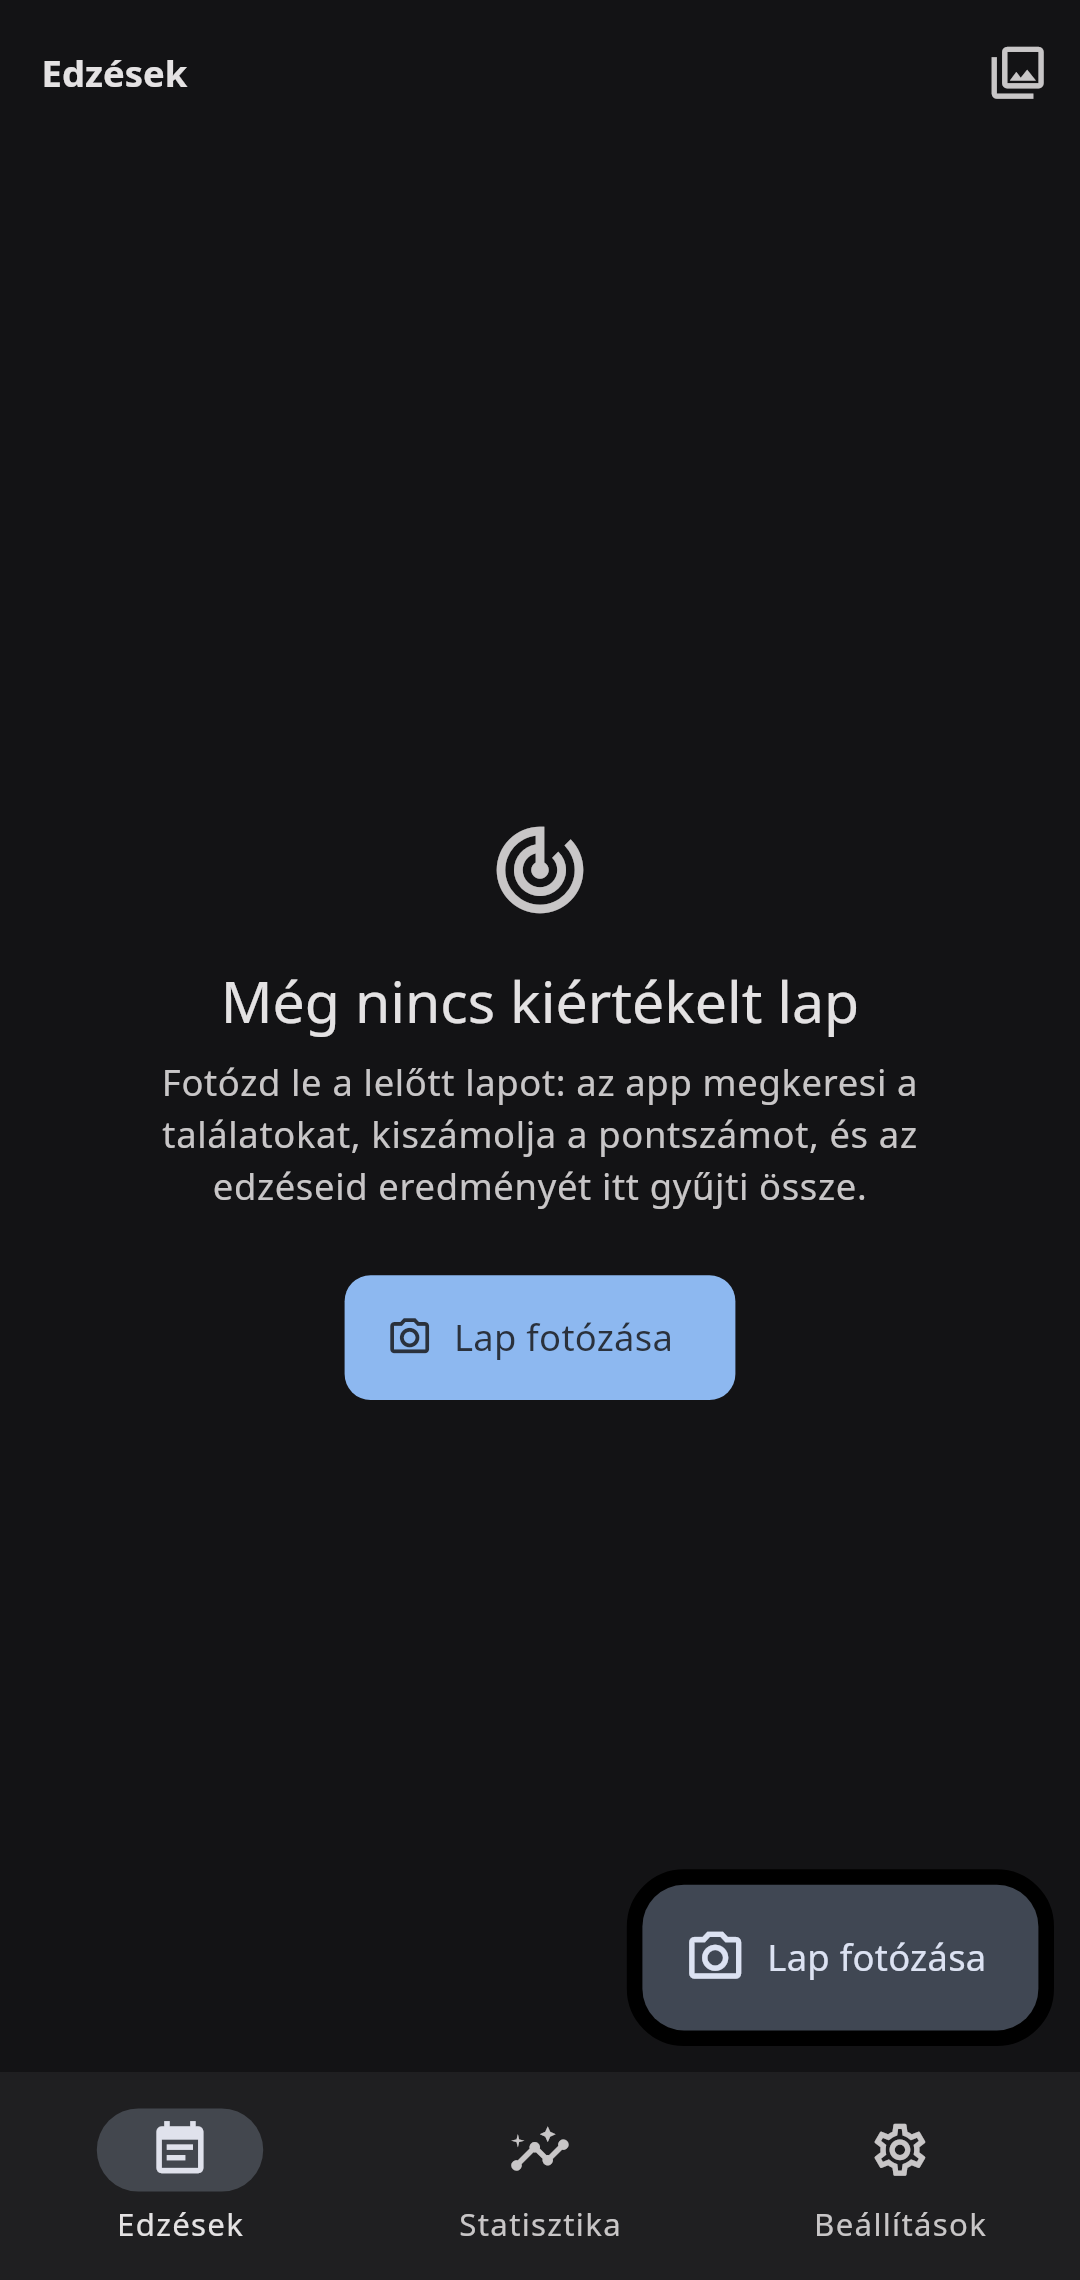 Edzések
Még nincs kiértékelt lap
Fotózd le a lelőtt lapot: az app megkeresi a
találatokat, kiszámolja a pontszámot, és az
edzéseid eredményét itt gyűjti össze.
Lap fotózása
Lap fotózása
Edzések
Statisztika
Beállítások